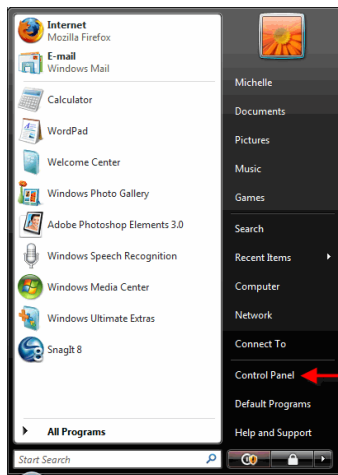 Internet
Mozilla Firefox
E-mail
Windows Mail
Calculator
WordPad
Welcome Center
Windows Photo Gallery
Adobe Photoshop Elements 3.0
Windows Speech Recognition
Windows Media Center
Windows Ultimate Extras
SnagIt 8
All Programs
Start Search
Michelle
Documents
Pictures
Music
Games
Search
Recent Items
Computer
Network
Connect To
Control Panel
Default Programs
Help and Support